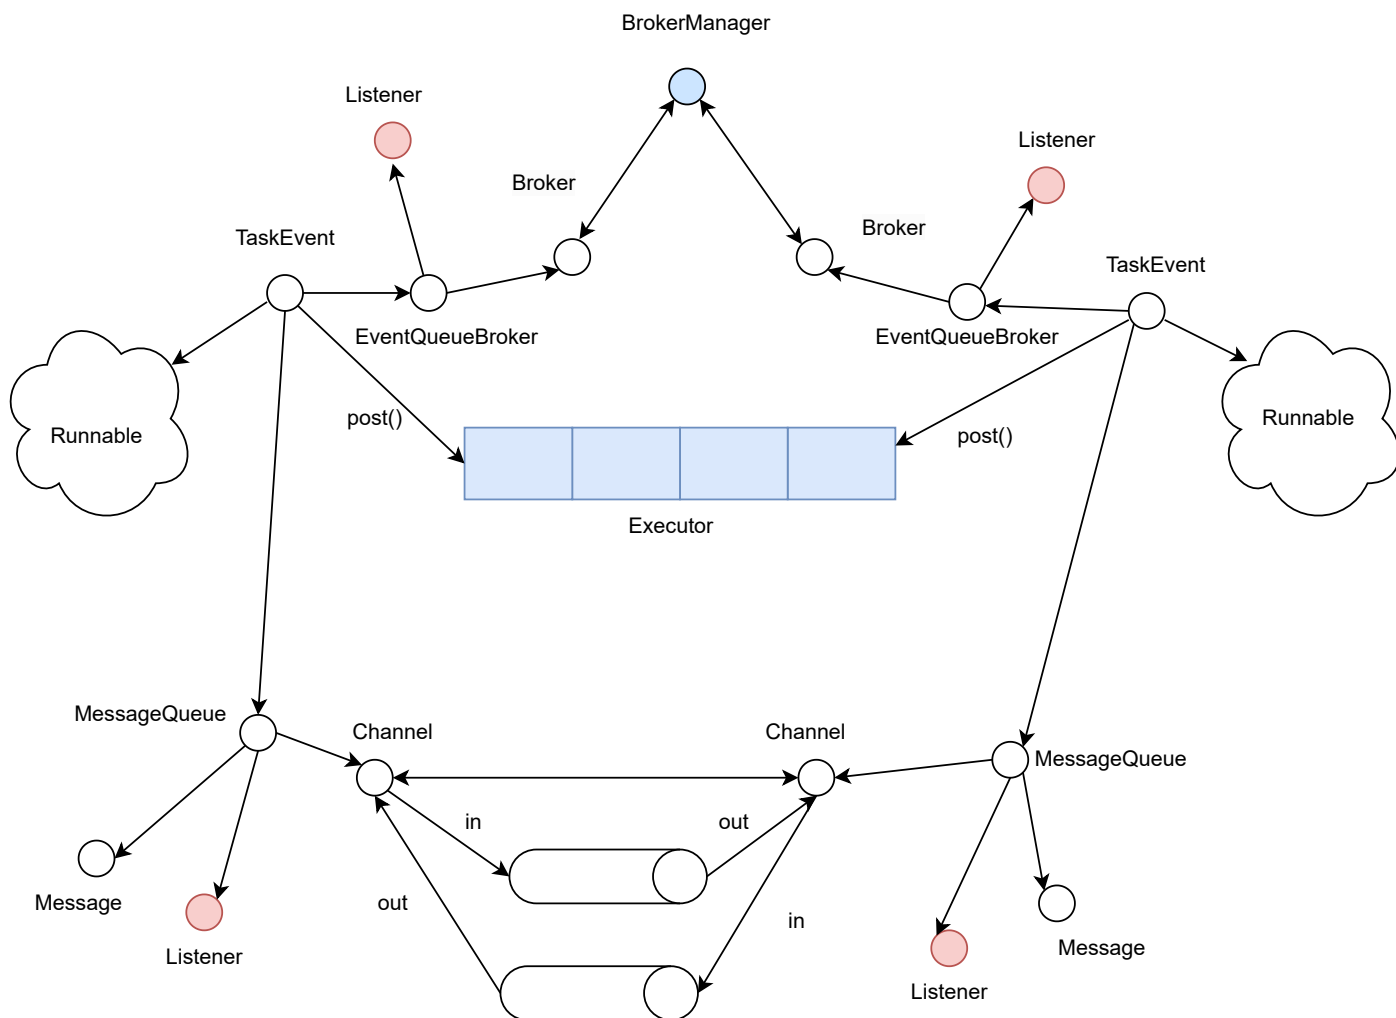 BrokerManager
Listener
Listener
Broker
Broker
TaskEvent
TaskEvent
EventQueueBroker
EventQueueBroker
Runnable
Runnable
post()
post()
Executor
MessageQueue
Channel
Channel
MessageQueue
in
out
Message
out
in
Message
Listener
Listener